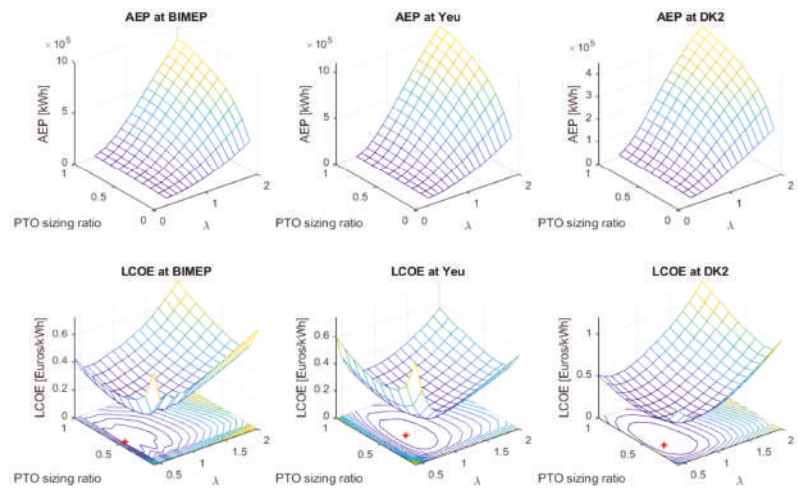 AEP at BIMEP
AEP at Yeu
AEP at DK2
× 10^5
× 10^5
× 10^5
AEP [kWh]
10
5
0
1
0.5
0
0
1
2
PTO sizing ratio
λ
AEP [kWh]
10
5
0
1
0.5
0
0
1
2
PTO sizing ratio
λ
AEP [kWh]
4
3
2
1
0
1
0.5
0
0
1
2
PTO sizing ratio
λ
LCOE at BIMEP
LCOE at Yeu
LCOE at DK2
LCOE [Euros/kWh]
0.6
0.4
0.2
0
1
0.5
0.5
1
1.5
2
PTO sizing ratio
λ
LCOE [Euros/kWh]
0.6
0.4
0.2
0
1
0.5
0.5
1
1.5
2
PTO sizing ratio
λ
LCOE [Euros/kWh]
1
0.5
0
1
0.5
0.5
1
1.5
2
PTO sizing ratio
λ